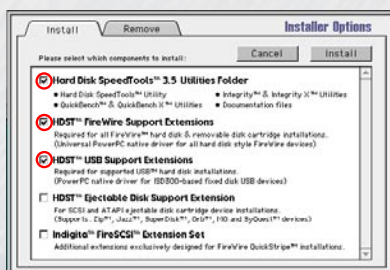 Install Remove Installer Options
Please select which components to install: Cancel Install
Hard Disk SpeedTools™ 3.5 Utilities Folder
• Hard Disk SpeedTools™ Utility • Integrity™ & Integrity X™ Utilities
• QuickBench™ & QuickBench X™ Utilities • Documentation files
HDST™ FireWire Support Extensions
Required for all FireWire™ hard disk & removable disk cartridge installations.
(Universal PowerPC native driver for all hard disk style FireWire devices)
HDST™ USB Support Extensions
Required for supported USB™ hard disk installations.
(PowerPC native driver for ISD300-based fixed disk USB devices)
HDST™ Ejectable Disk Support Extension
For SCSI and ATAPI ejectable disk cartridge device installations.
(Supports: Zip™, Jazz™, SuperDisk™, Orb™, MO and SyQuest™ devices)
Indigita™ FireSCSI™ Extension Set
Additional extensions exclusively designed for FireWire QuickStripe™ installations.